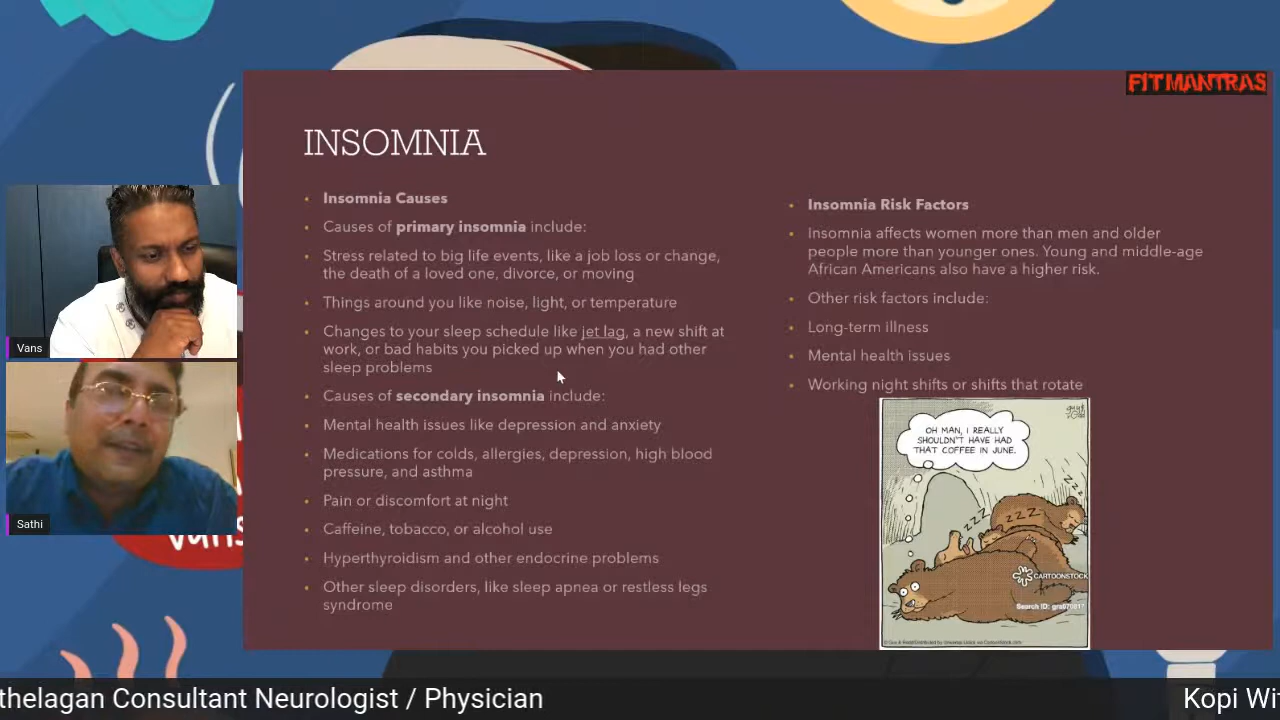 FITMANTRAS
INSOMNIA
Insomnia Causes
Causes of primary insomnia include:
Stress related to big life events, like a job loss or change,
the death of a loved one, divorce, or moving
Things around you like noise, light, or temperature
Changes to your sleep schedule like jet lag, a new shift at
work, or bad habits you picked up when you had other
sleep problems
Causes of secondary insomnia include:
Mental health issues like depression and anxiety
Medications for colds, allergies, depression, high blood
pressure, and asthma
Pain or discomfort at night
Caffeine, tobacco, or alcohol use
Hyperthyroidism and other endocrine problems
Other sleep disorders, like sleep apnea or restless legs
syndrome
Insomnia Risk Factors
Insomnia affects women more than men and older
people more than younger ones. Young and middle-age
African Americans also have a higher risk.
Other risk factors include:
Long-term illness
Mental health issues
Working night shifts or shifts that rotate
OH MAN, I REALLY
SHOULDN'T HAVE HAD
THAT COFFEE IN JUNE.
ZZZ
ZZZ
ZZZ
CARTOONSTOCK
Search ID:
Vans
Sathi
vans
thelagan Consultant Neurologist / Physician
Kopi Wit